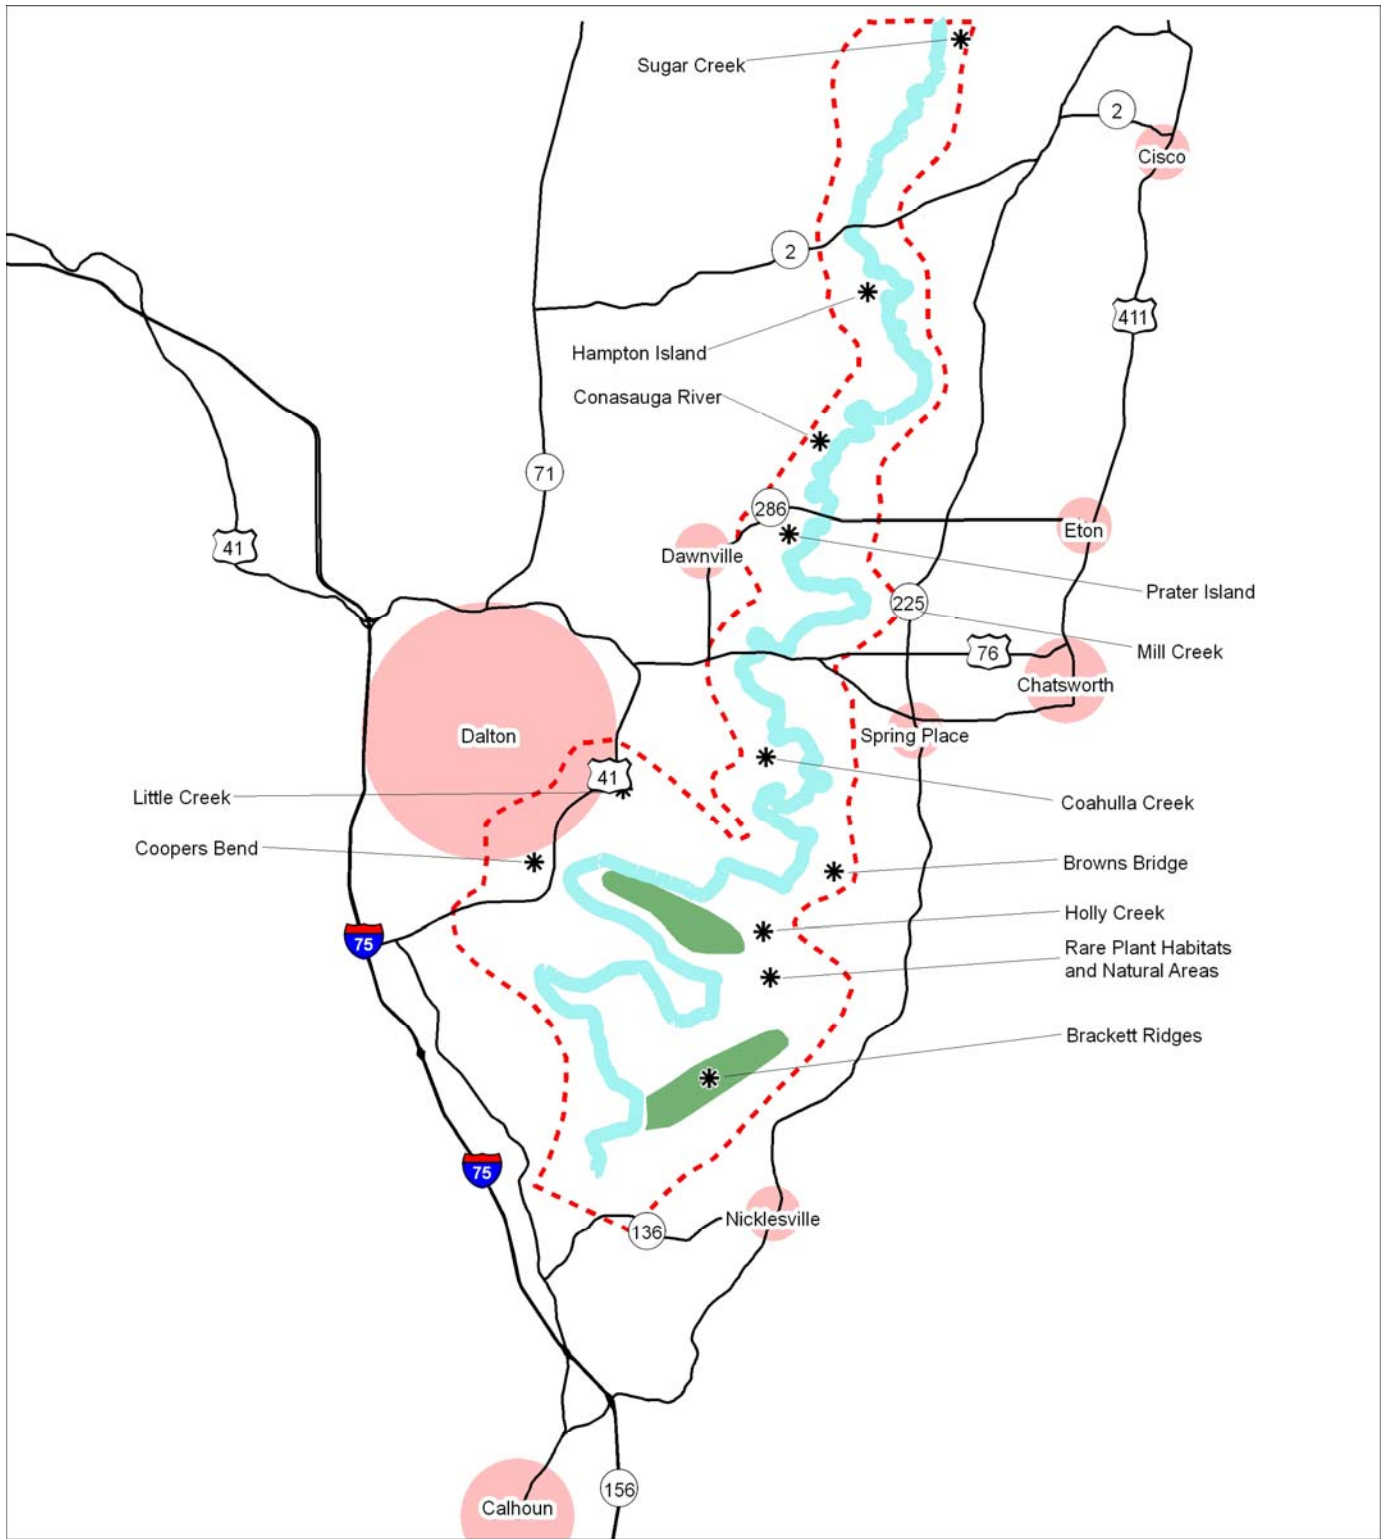 Sugar Creek
2
Cisco
2
411
Hampton Island
Conasauga River
71
286
Eton
41
Dawnville
Prater Island
225
Mill Creek
76
Chatsworth
Dalton
Spring Place
41
Little Creek
Coahulla Creek
Coopers Bend
Browns Bridge
Holly Creek
75
Rare Plant Habitats
and Natural Areas
Brackett Ridges
75
Nicklesville
136
156
Calhoun